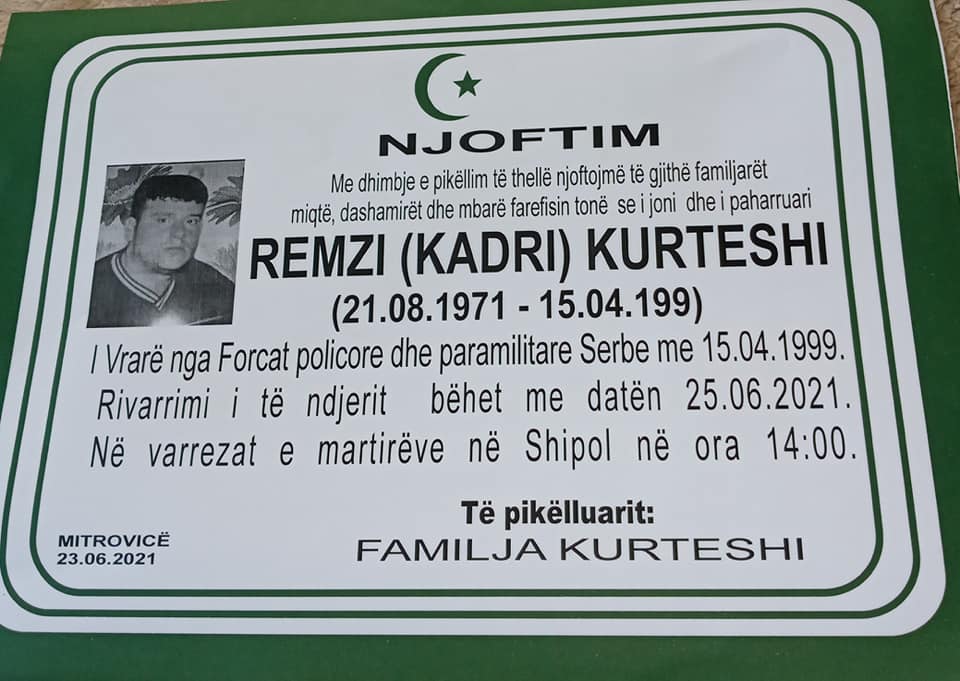 NJOFTIM
Me dhimbje e pikëllim të thellë njoftojmë të gjithë familjarët
miqtë, dashamirët dhe mbarë farefisin tonë se i joni dhe i paharruari
REMZI (KADRI) KURTESHI
(21.08.1971 - 15.04.199)
I Vrarë nga Forcat policore dhe paramilitare Serbe me 15.04.1999.
Rivarrimi i të ndjerit bëhet me datën 25.06.2021.
Në varrezat e martirëve në Shipol në ora 14:00.
Të pikëlluarit:
FAMILJA KURTESHI
MITROVICË
23.06.2021